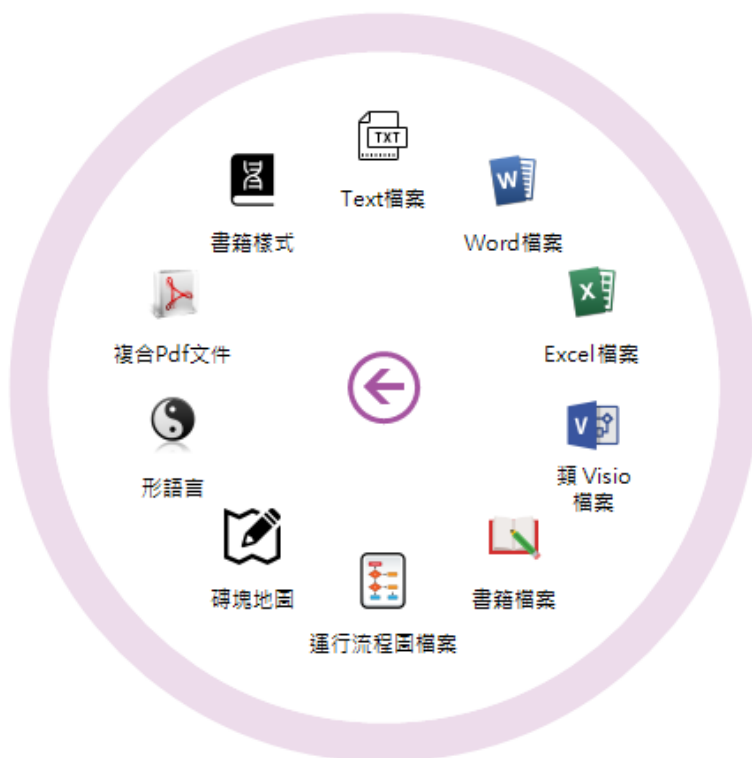 TXT
Text檔案
W
Word檔案
X
Excel檔案
V
類 Visio
檔案
書籍檔案
運行流程圖檔案
磚塊地圖
形語言
複合Pdf文件
書籍樣式